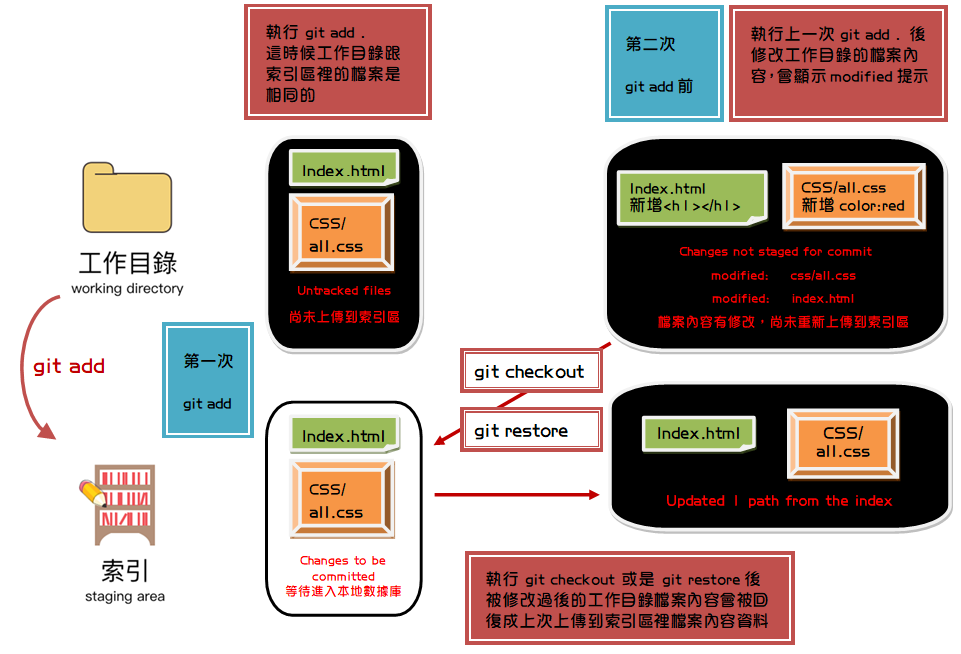 執行 git add .
這時候工作目錄跟
索引區裡的檔案是
相同的
第二次
git add 前
執行上一次 git add . 後
修改工作目錄的檔案內
容，會顯示 modified 提示
工作目錄
working directory
Index.html
CSS/
all.css
Untracked files
尚未上傳到索引區
Index.html
新增<h1></h1>
CSS/all.css
新增 color:red
Changes not staged for commit
modified: css/all.css
modified: index.html
檔案內容有修改，尚未重新上傳到索引區
git add
第一次
git add
git checkout
git restore
索引
staging area
Index.html
CSS/
all.css
Changes to be
committed
等待進入本地數據庫
Index.html
CSS/
all.css
Updated 1 path from the index
執行 git checkout 或是 git restore 後
被修改過後的工作目錄檔案內容會被回
復成上次上傳到索引區裡檔案內容資料